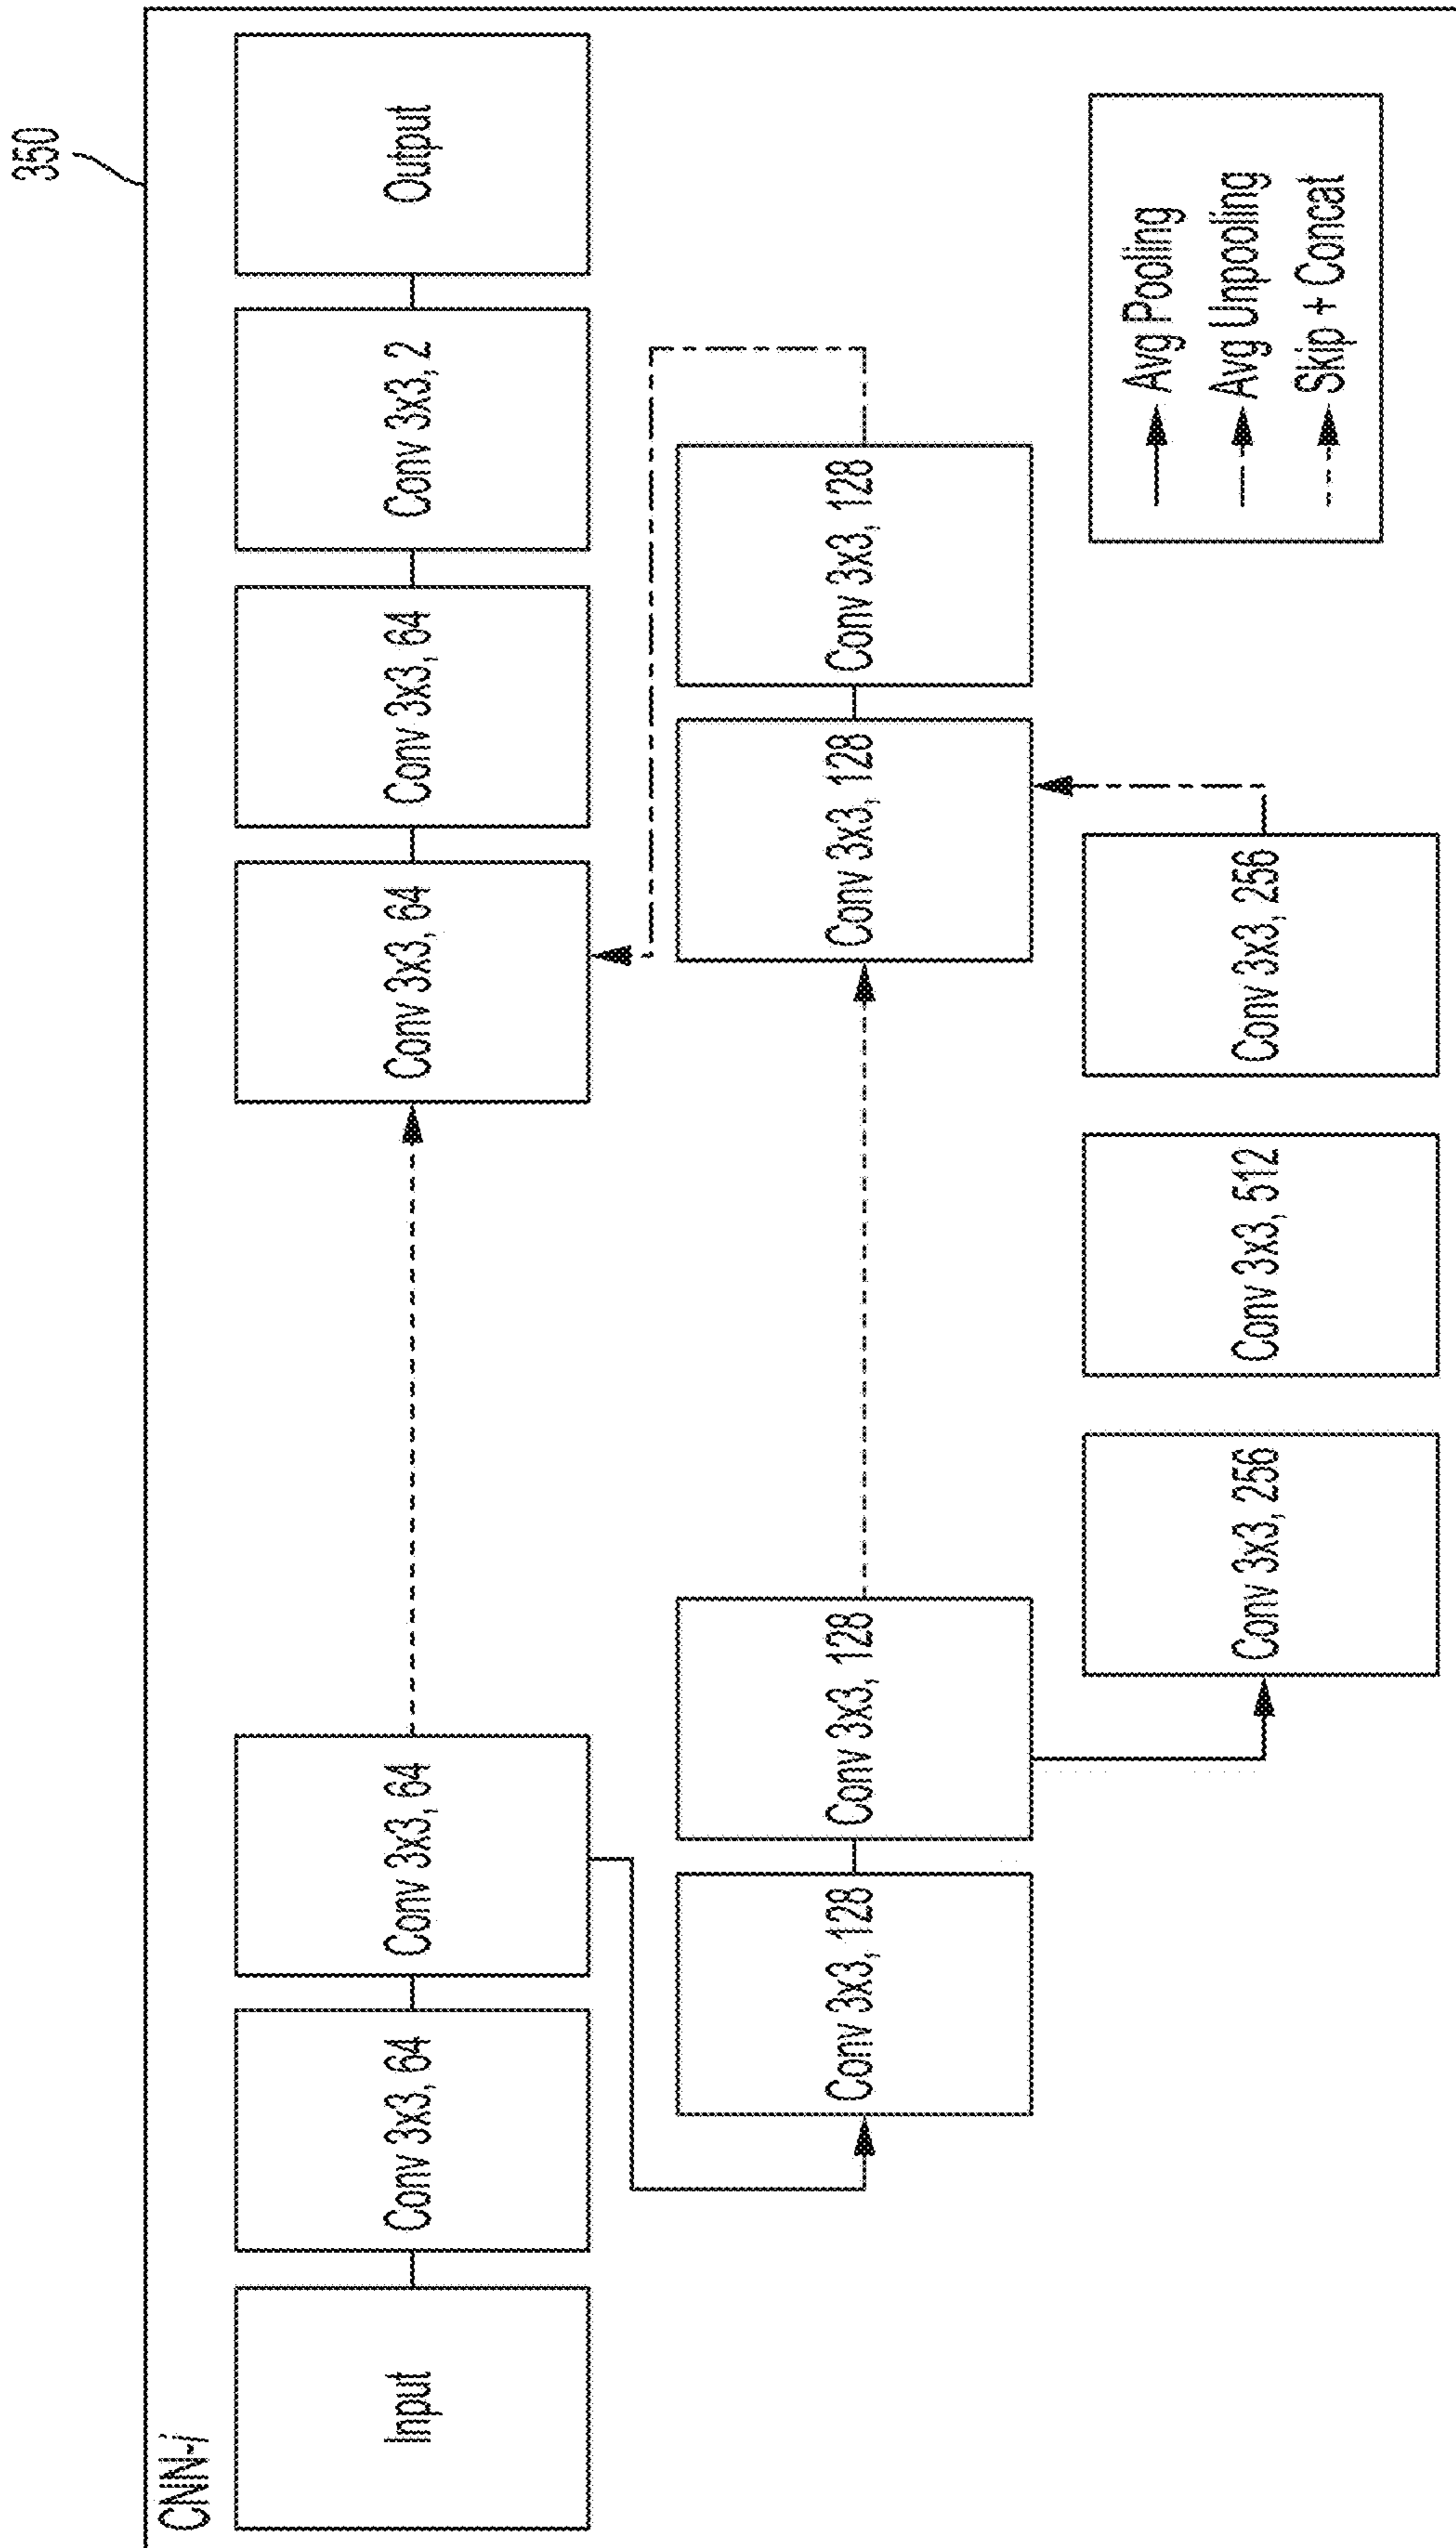 350
CNN-i
Input
Conv 3x3, 64
Conv 3x3, 64
Conv 3x3, 64
Conv 3x3, 64
Conv 3x3, 2
Output
Conv 3x3, 128
Conv 3x3, 128
Conv 3x3, 128
Conv 3x3, 128
Conv 3x3, 256
Conv 3x3, 512
Conv 3x3, 256
Avg Pooling
Avg Unpooling
Skip + Concat